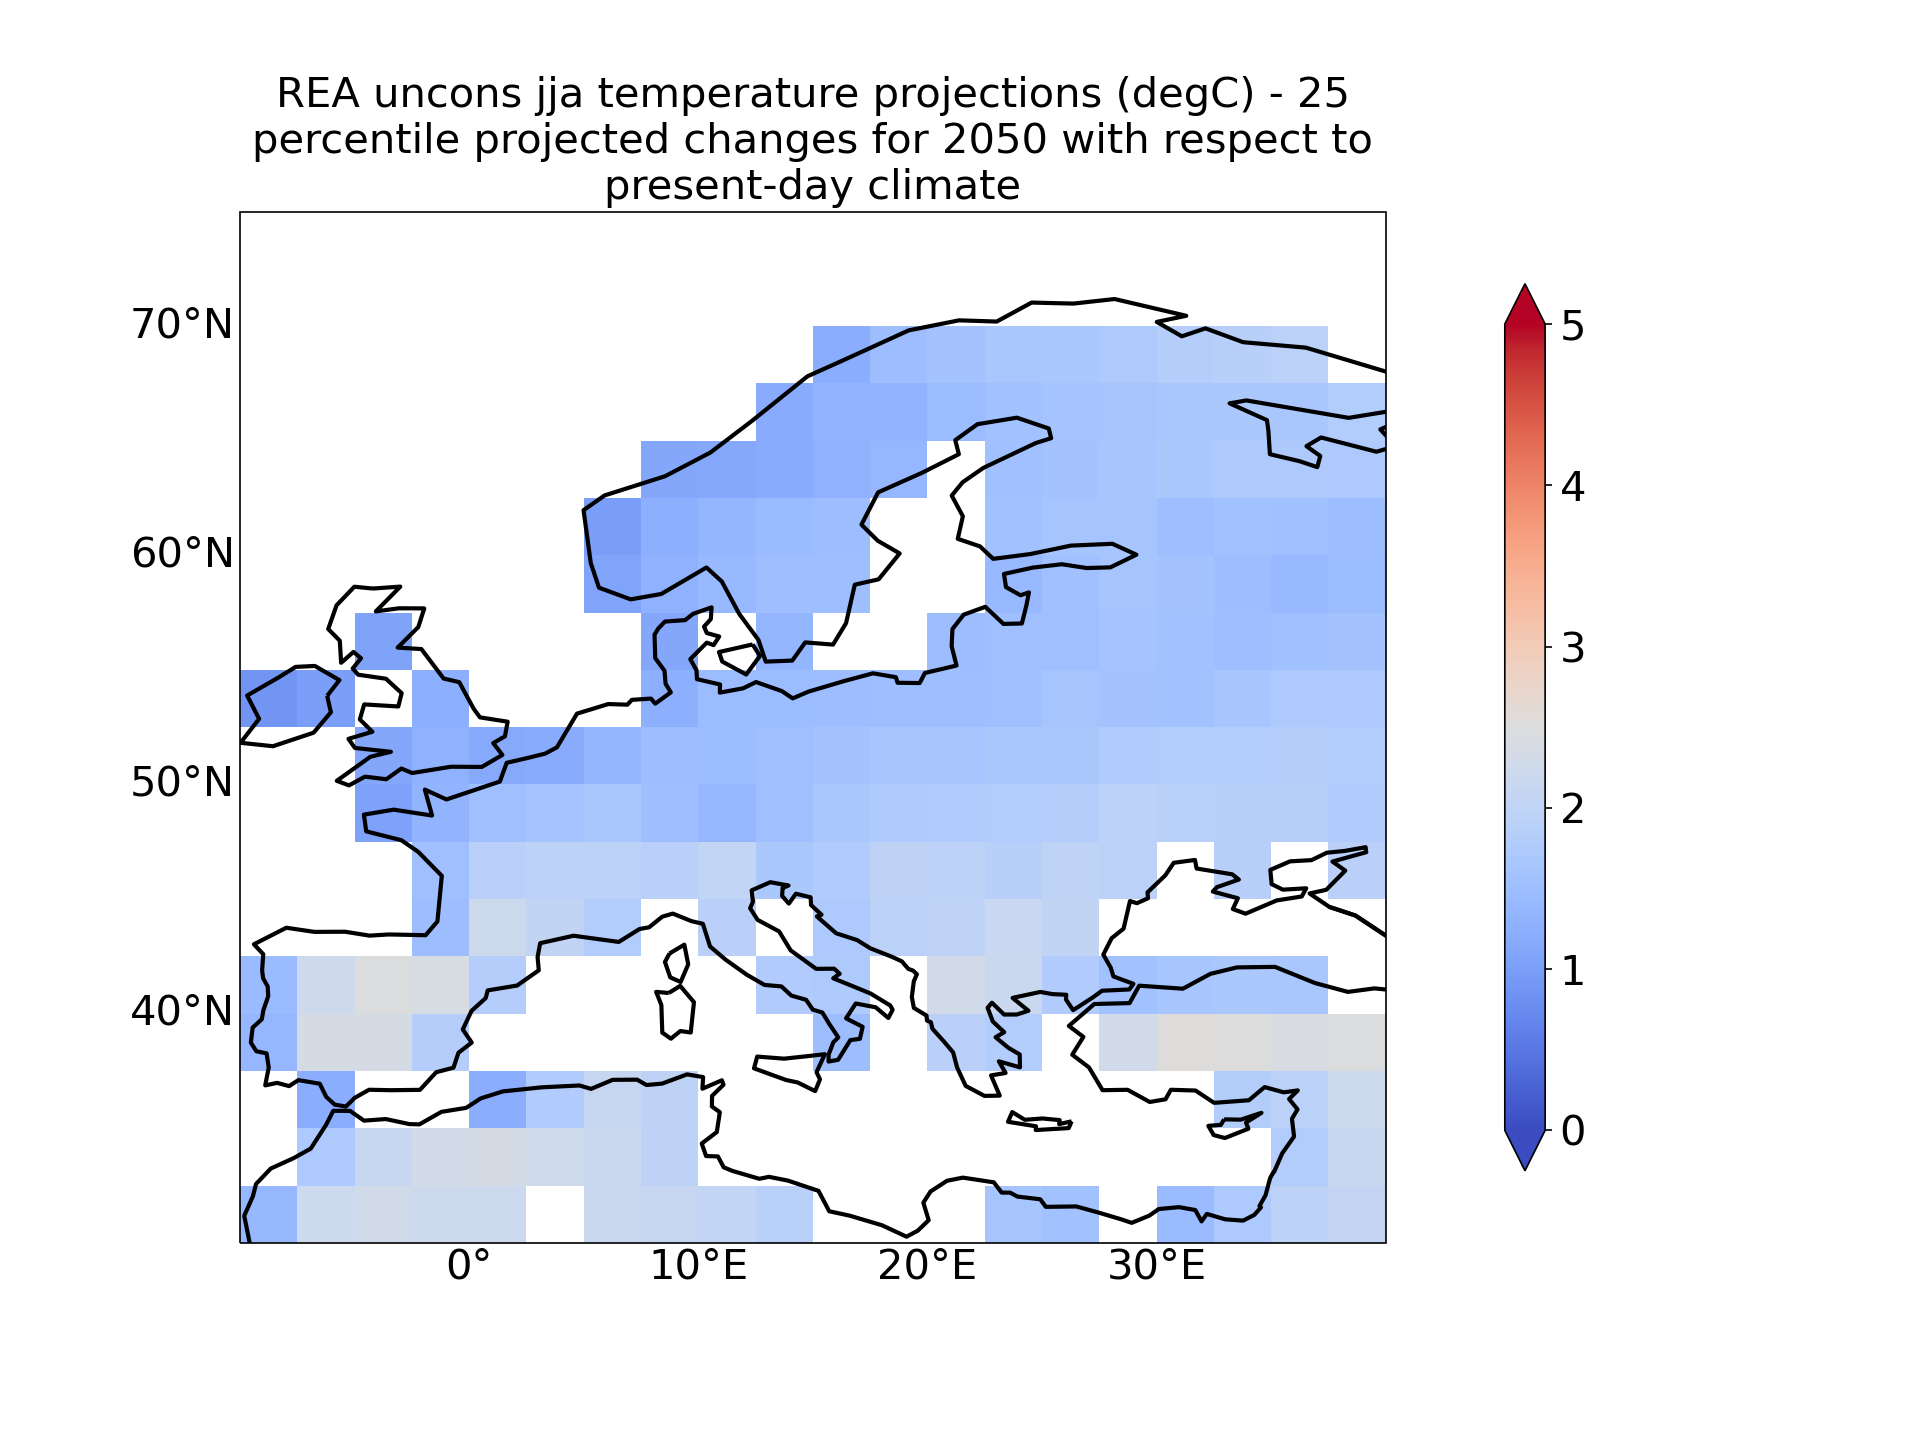 REA uncons jja temperature projections (degC) - 25
percentile projected changes for 2050 with respect to
present-day climate
70°N
60°N
50°N
40°N
0°
10°E
20°E
30°E
5
4
3
2
1
0